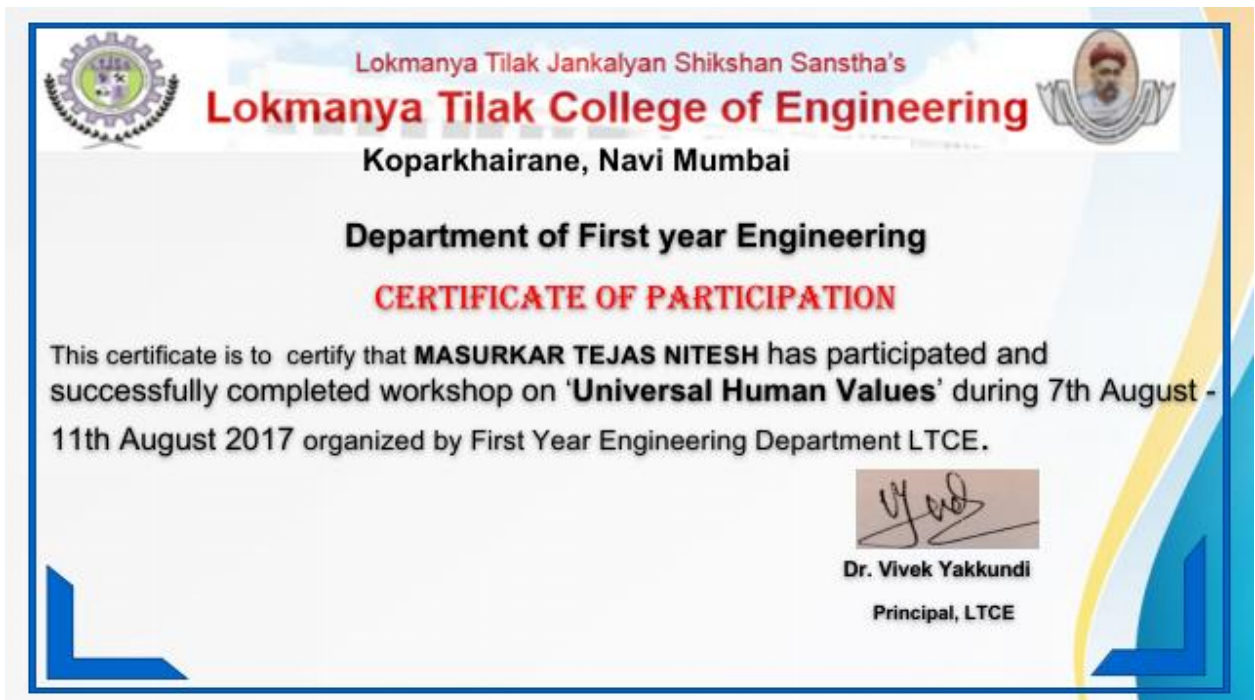 Lokmanya Tilak Jankalyan Shikshan Sanstha's
Lokmanya Tilak College of Engineering
Koparkhairane, Navi Mumbai
Department of First year Engineering
CERTIFICATE OF PARTICIPATION
This certificate is to certify that MASURKAR TEJAS NITESH has participated and
successfully completed workshop on ‘Universal Human Values’ during 7th August -
11th August 2017 organized by First Year Engineering Department LTCE.
Dr. Vivek Yakkundi
Principal, LTCE